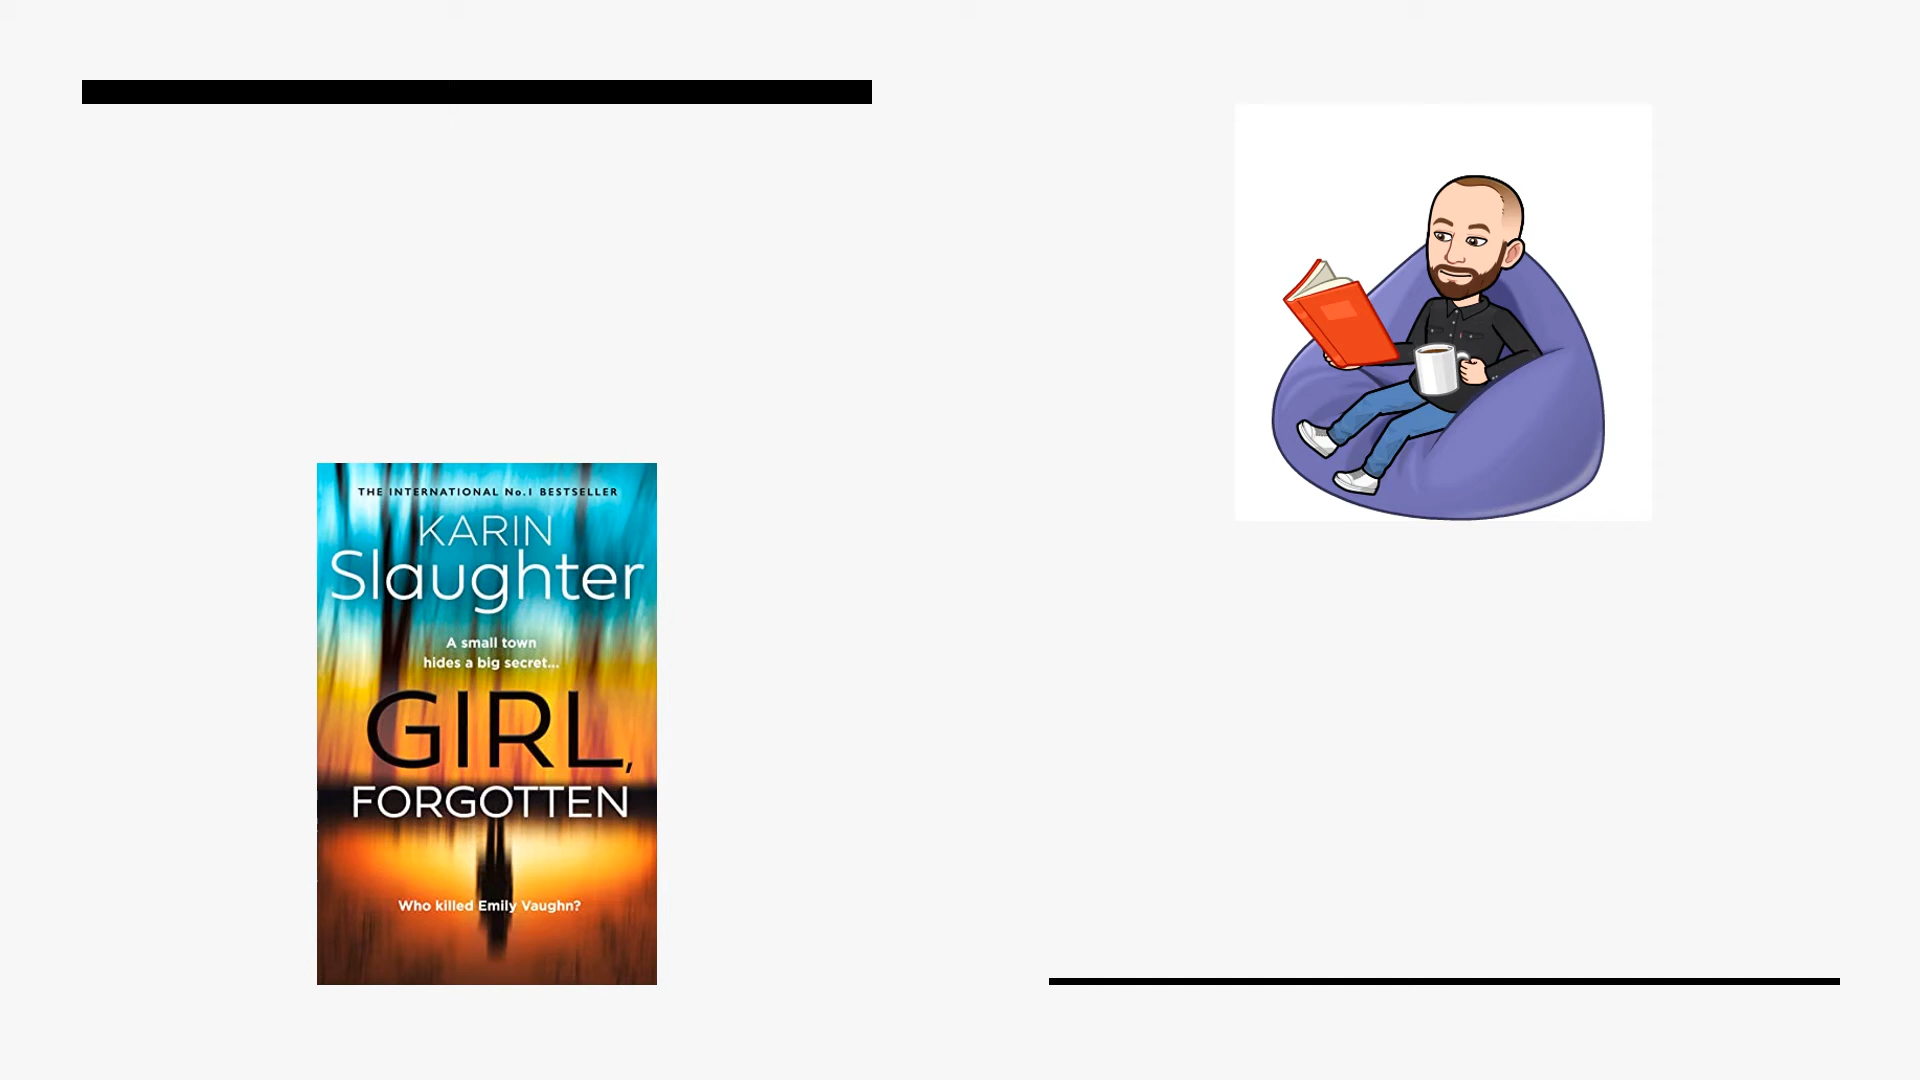 THE INTERNATIONAL No.1 BESTSELLER
KARIN
Slaughter
A small town
hides a big secret...
GIRL,
FORGOTTEN
Who killed Emily Vaughn?